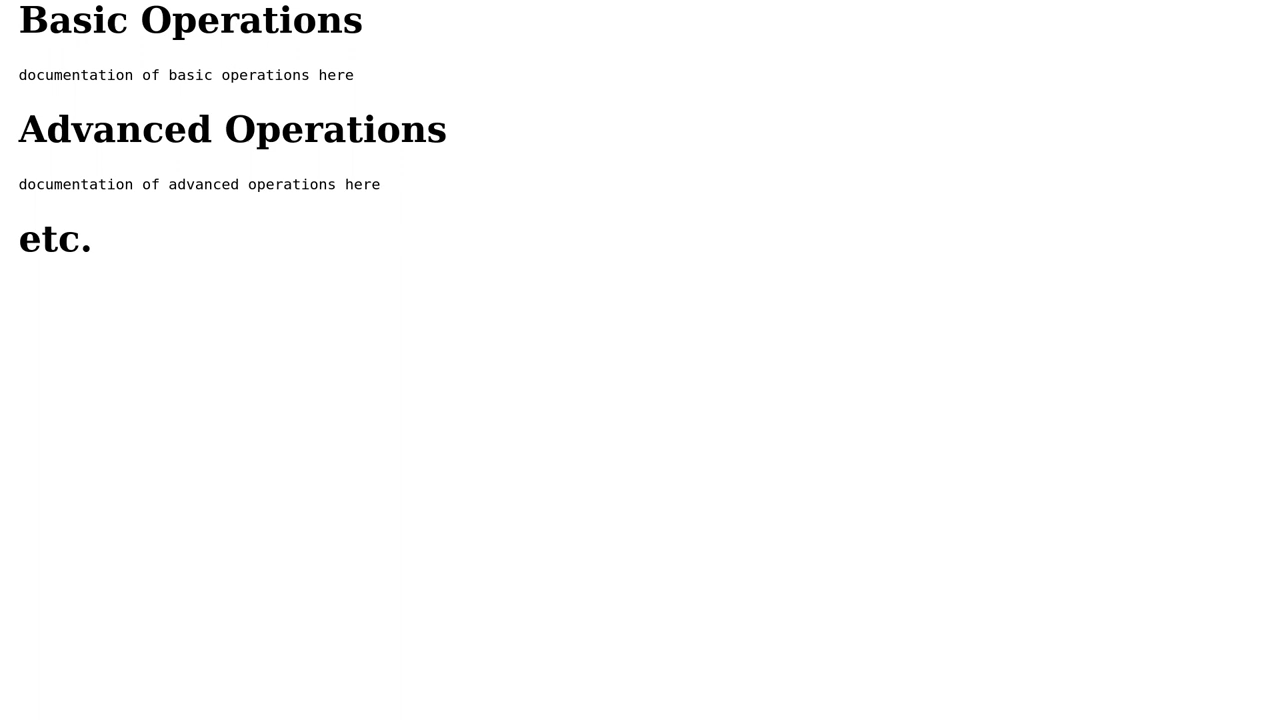 Basic Operations
documentation of basic operations here
Advanced Operations
documentation of advanced operations here
etc.